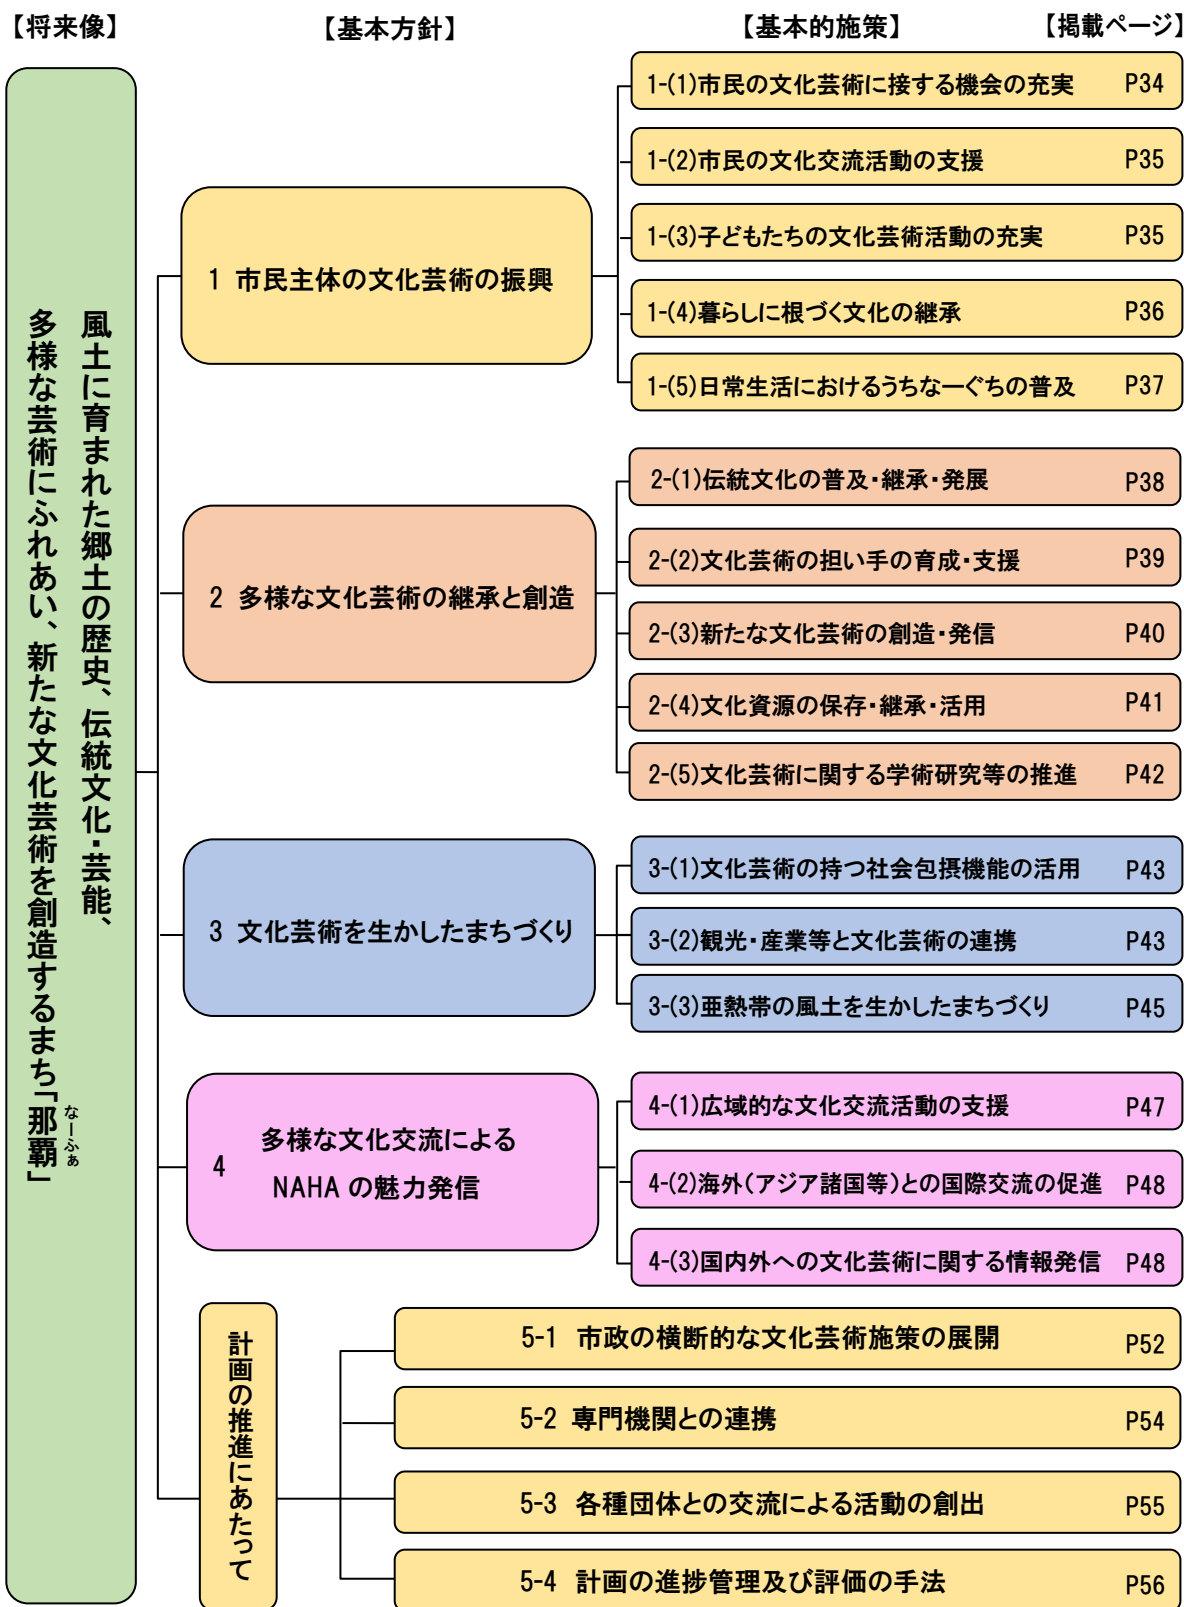 【将来像】 【基本方針】 【基本的施策】 【掲載ページ】
風土に育まれた郷土の歴史、伝統文化・芸能、
多様な芸術にふれあい、新たな文化芸術を創造するまち「那覇」
なーふぁ
1 市民主体の文化芸術の振興
1-(1)市民の文化芸術に接する機会の充実 P34
1-(2)市民の文化交流活動の支援 P35
1-(3)子どもたちの文化芸術活動の充実 P35
1-(4)暮らしに根づく文化の継承 P36
1-(5)日常生活におけるうちなーぐちの普及 P37
2 多様な文化芸術の継承と創造
2-(1)伝統文化の普及・継承・発展 P38
2-(2)文化芸術の担い手の育成・支援 P39
2-(3)新たな文化芸術の創造・発信 P40
2-(4)文化資源の保存・継承・活用 P41
2-(5)文化芸術に関する学術研究等の推進 P42
3 文化芸術を生かしたまちづくり
3-(1)文化芸術の持つ社会包摂機能の活用 P43
3-(2)観光・産業等と文化芸術の連携 P43
3-(3)亜熱帯の風土を生かしたまちづくり P45
4 多様な文化交流による
NAHA の魅力発信
4-(1)広域的な文化交流活動の支援 P47
4-(2)海外(アジア諸国等)との国際交流の促進 P48
4-(3)国内外への文化芸術に関する情報発信 P48
計画の推進にあたって
5-1 市政の横断的な文化芸術施策の展開 P52
5-2 専門機関との連携 P54
5-3 各種団体との交流による活動の創出 P55
5-4 計画の進捗管理及び評価の手法 P56